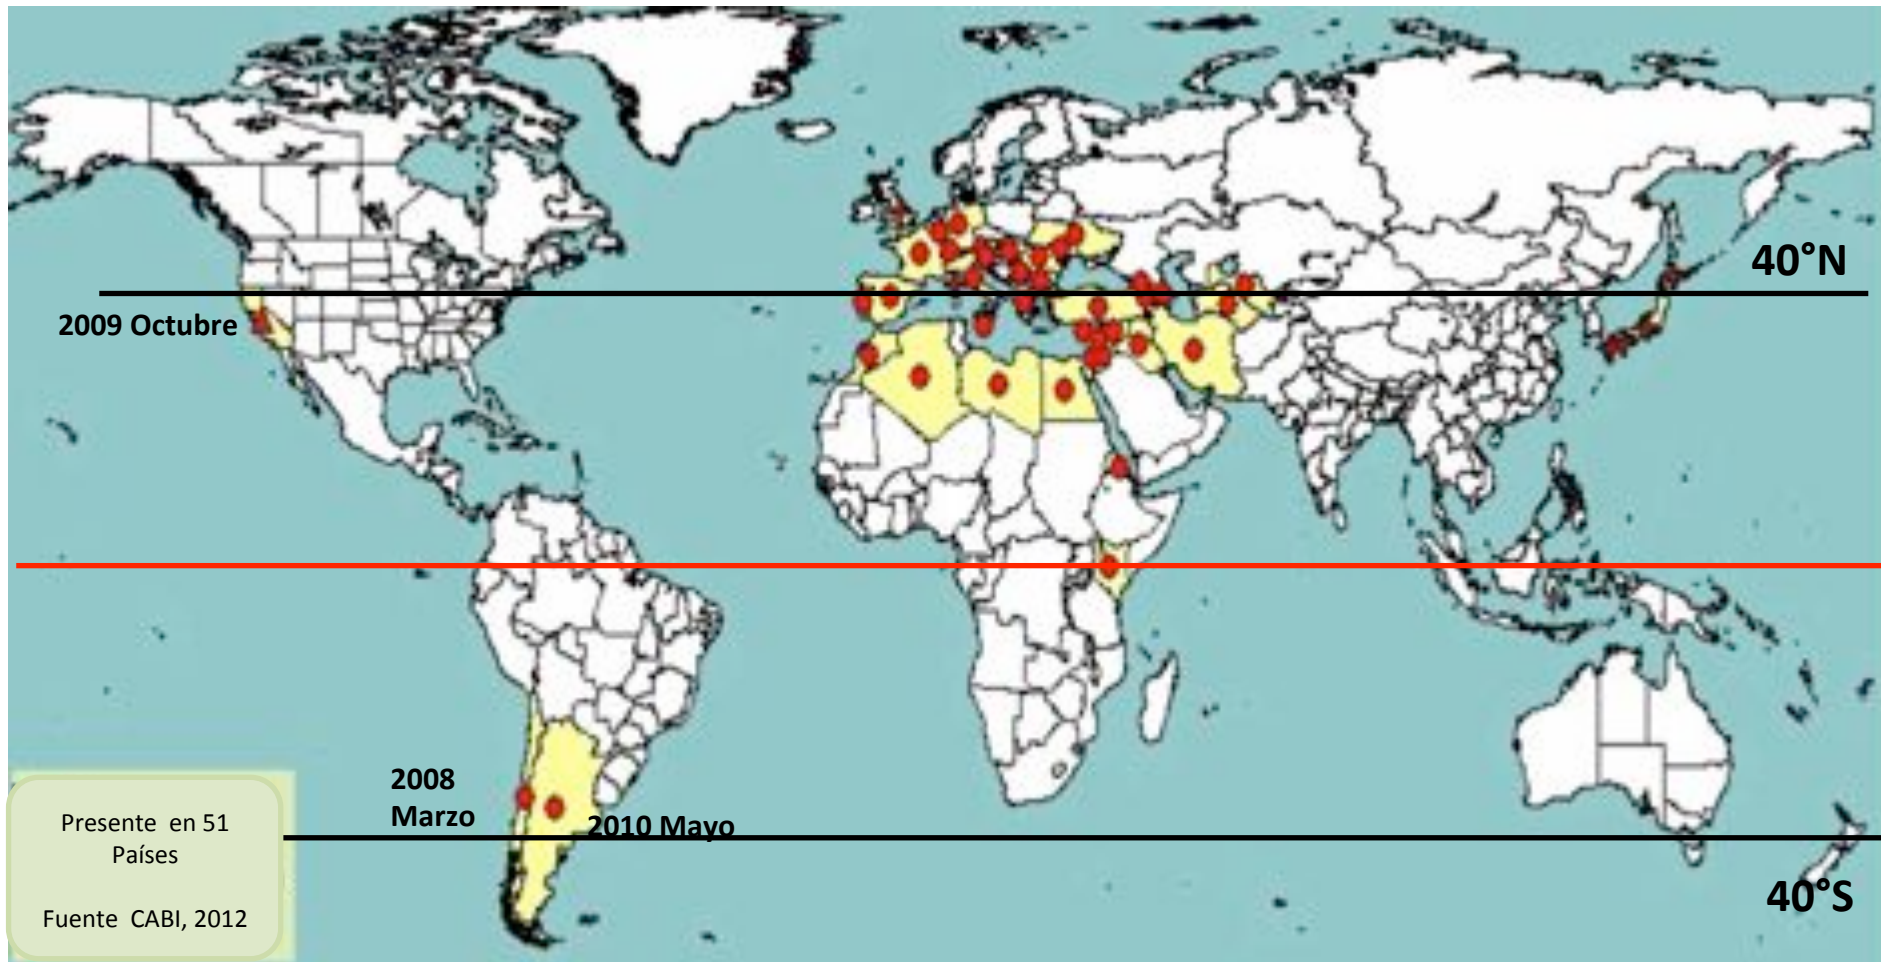 40°N
2009 Octubre
2008
Marzo
2010 Mayo
Presente en 51
Países
Fuente CABI, 2012
40°S